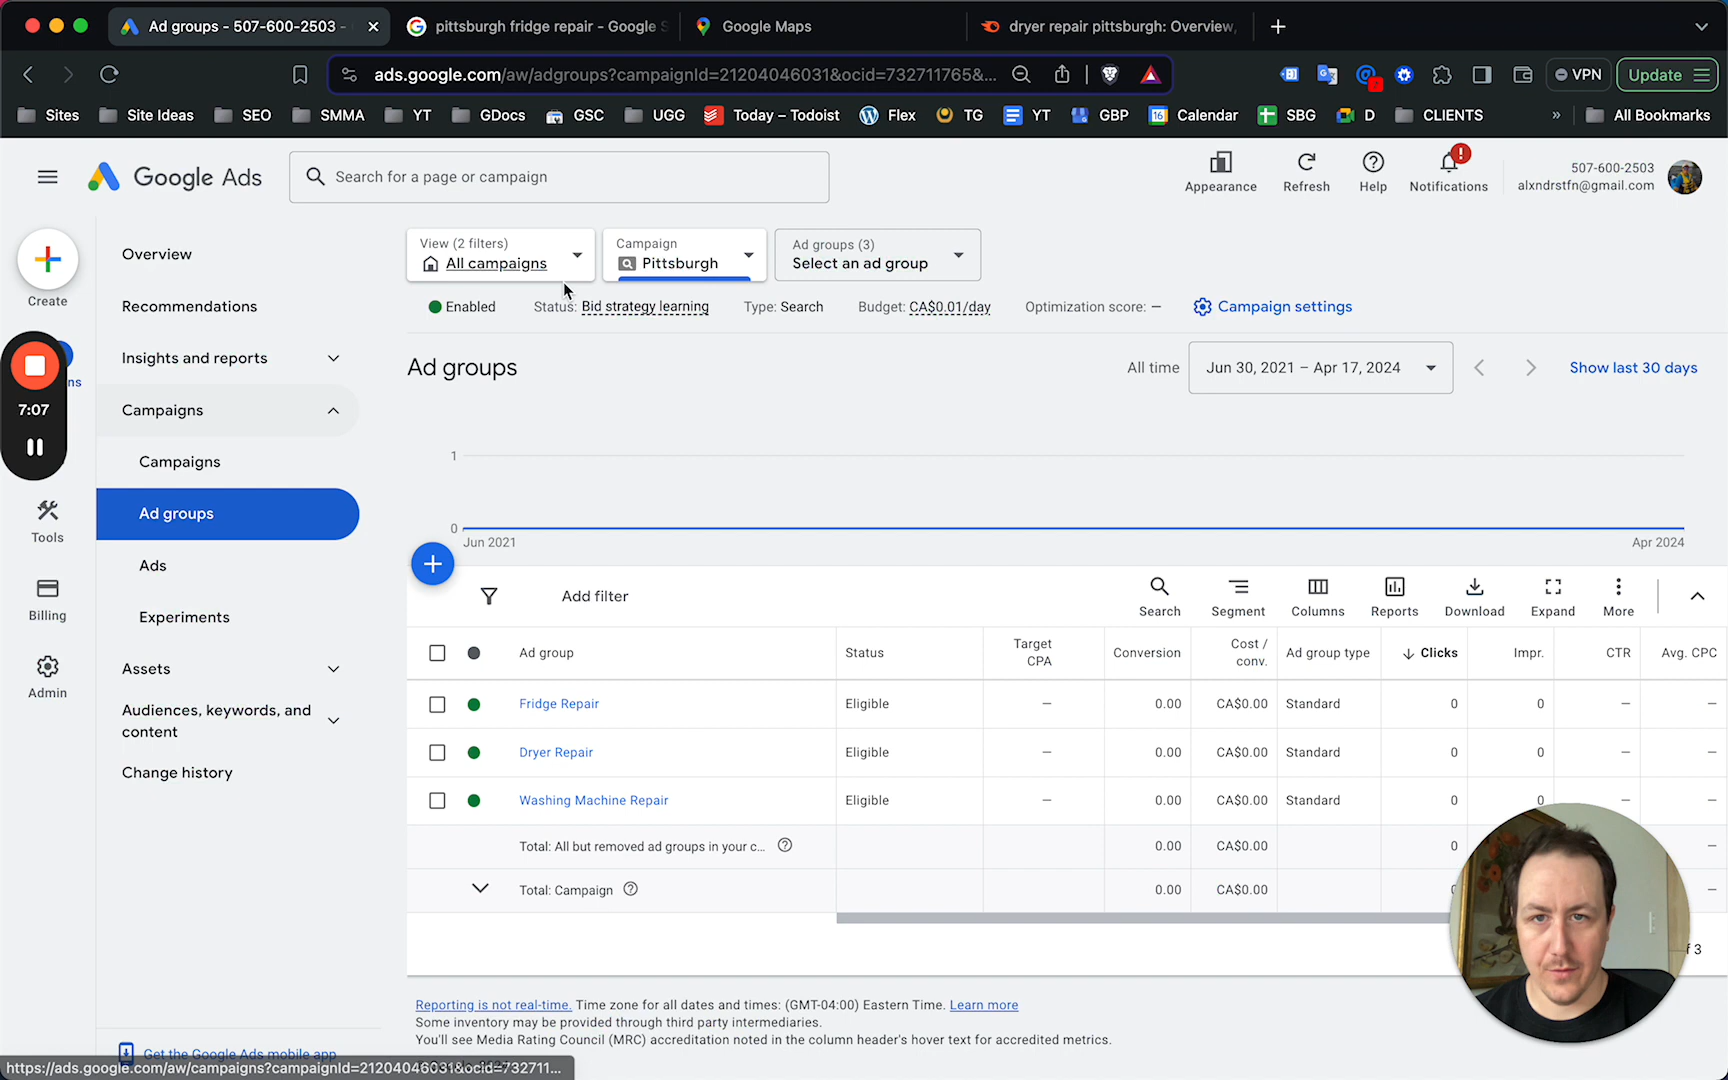 Ad groups - 507-600-2503 -
pittsburgh fridge repair - Google S
Google Maps
dryer repair pittsburgh: Overview,
ads.google.com/aw/adgroups?campaignId=21204046031&ocid=732711765&...
VPN
Update
Sites
Site Ideas
SEO
SMMA
YT
GDocs
GSC
UGG
Today – Todoist
Flex
TG
YT
GBP
16
Calendar
SBG
D
CLIENTS
»
All Bookmarks
Google Ads
Search for a page or campaign
Appearance
Refresh
Help
Notifications
507-600-2503
alxndrstfn@gmail.com
Create
7:07
Tools
Billing
Admin
Overview
Recommendations
Insights and reports
Campaigns
Campaigns
Ad groups
Ads
Experiments
Assets
Audiences, keywords, and
content
Change history
Get the Google Ads mobile app
View (2 filters)
All campaigns
Campaign
Pittsburgh
Ad groups (3)
Select an ad group
Enabled
Status: Bid strategy learning
Type: Search
Budget: CA$0.01/day
Optimization score: –
Campaign settings
Ad groups
All time
Jun 30, 2021 – Apr 17, 2024
Show last 30 days
1
0
Jun 2021
Apr 2024
Add filter
Search
Segment
Columns
Reports
Download
Expand
More
Ad group
Status
Target
CPA
Conversion
Cost /
conv.
Ad group type
Clicks
Impr.
CTR
Avg. CPC
Fridge Repair Eligible – 0.00 CA$0.00 Standard 0 0 – –
Dryer Repair Eligible – 0.00 CA$0.00 Standard 0 0 – –
Washing Machine Repair Eligible – 0.00 CA$0.00 Standard 0 0 – –
Total: All but removed ad groups in your c... 0.00 CA$0.00 0 –
Total: Campaign 0.00 CA$0.00 –
f 3
Reporting is not real-time. Time zone for all dates and times: (GMT-04:00) Eastern Time. Learn more
Some inventory may be provided through third party intermediaries.
You'll see Media Rating Council (MRC) accreditation noted in the column header's hover text for accredited metrics.
https://ads.google.com/aw/campaigns?campaignId=21204046031&ocid=732711...